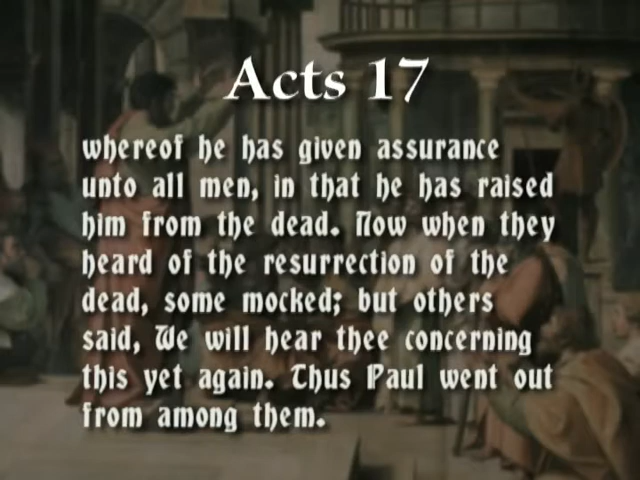 Acts 17
whereof he has given assurance
unto all men, in that he has raised
him from the dead. Now when they
heard of the resurrection of the
dead, some mocked; but others
said, We will hear thee concerning
this yet again. Thus Paul went out
from among them.